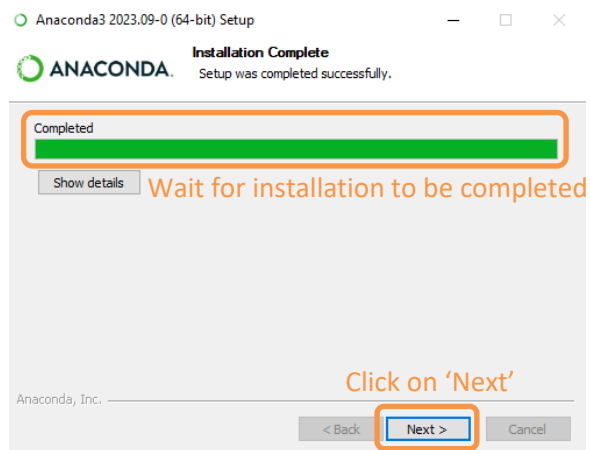 Anaconda3 2023.09-0 (64-bit) Setup
ANACONDA.
Installation Complete
Setup was completed successfully.
Completed
Show details
Wait for installation to be completed
Click on ‘Next’
Anaconda, Inc.
< Back
Next >
Cancel